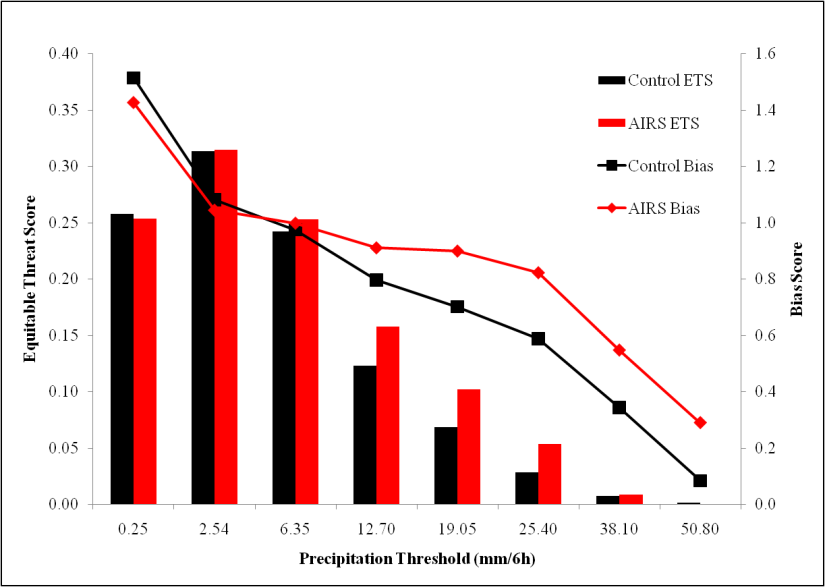 0.40
0.35
0.30
0.25
0.20
0.15
0.10
0.05
0.00
Equitable Threat Score
1.6
1.4
1.2
1.0
0.8
0.6
0.4
0.2
0.0
Bias Score
Control ETS
AIRS ETS
Control Bias
AIRS Bias
0.25 2.54 6.35 12.70 19.05 25.40 38.10 50.80
Precipitation Threshold (mm/6h)